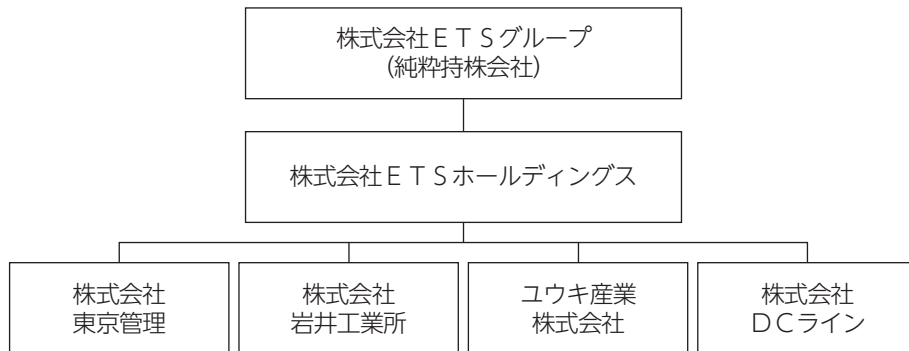 株式会社ＥＴＳグループ
(純粋持株会社)
株式会社ＥＴＳホールディングス
株式会社
東京管理
株式会社
岩井工業所
ユウキ産業
株式会社
株式会社
ＤＣライン